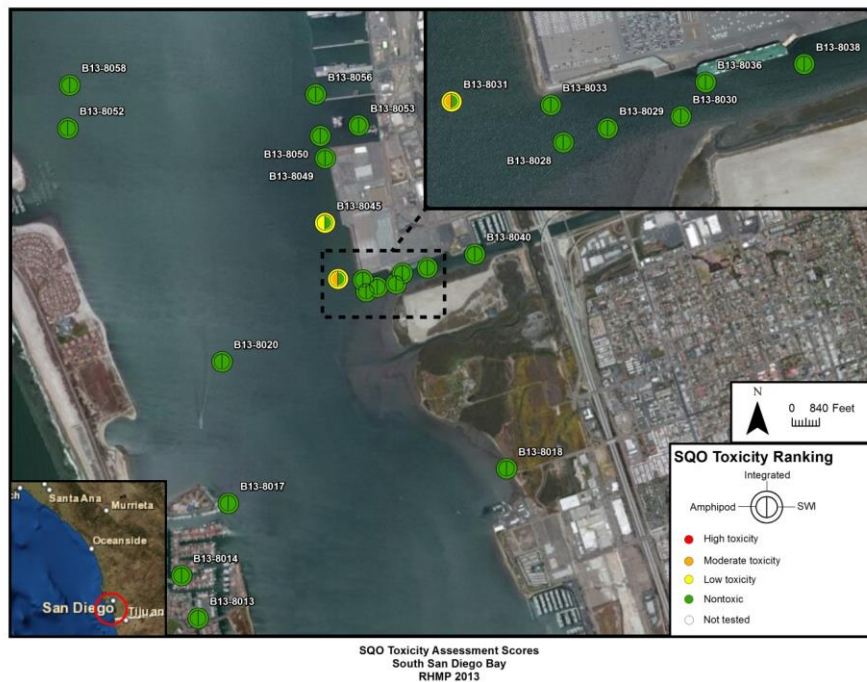 B13-8058
B13-8052
B13-8056
B13-8053
B13-8050
B13-8049
B13-8045
B13-8040
B13-8020
B13-8018
B13-8017
B13-8014
B13-8013
B13-8031
B13-8033
B13-8028
B13-8029
B13-8030
B13-8036
B13-8038
N
0 840 Feet
SQO Toxicity Ranking
Integrated
Amphipod
SWI
High toxicity
Moderate toxicity
Low toxicity
Nontoxic
Not tested
Santa Ana
Murrieta
Oceanside
San Diego
SQO Toxicity Assessment Scores
South San Diego Bay
RHMP 2013